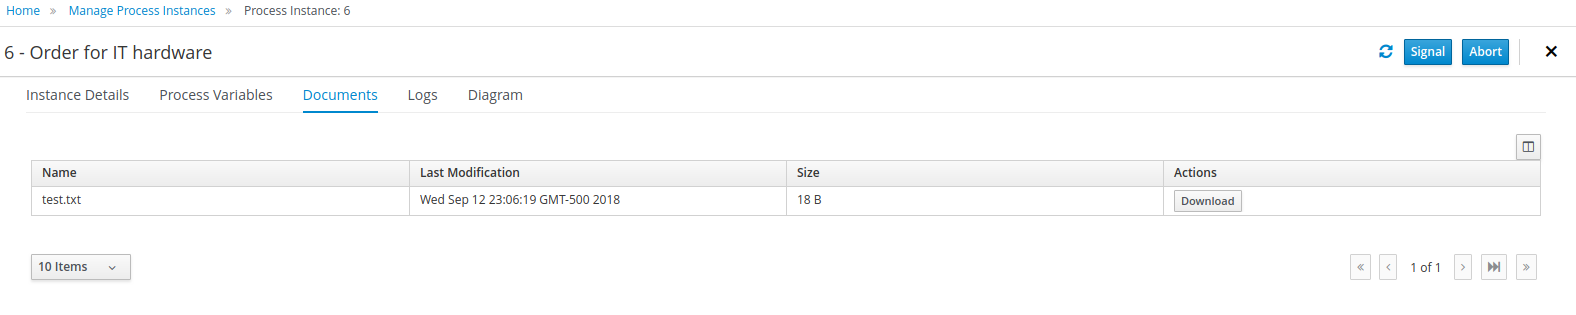 Home » Manage Process Instances » Process Instance: 6
6 - Order for IT hardware Signal Abort
Instance Details Process Variables Documents Logs Diagram
Name Last Modification Size Actions
test.txt Wed Sep 12 23:06:19 GMT-500 2018 18 B Download
10 Items 1 of 1